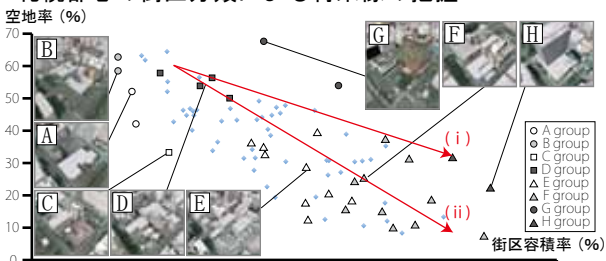 空地率 (%)
70
60
50
40
30
20
10
0
B
A
C
D
E
G
F
H
(i)
(ii)
A group
B group
C group
D group
E group
F group
G group
H group
街区容積率 (%)